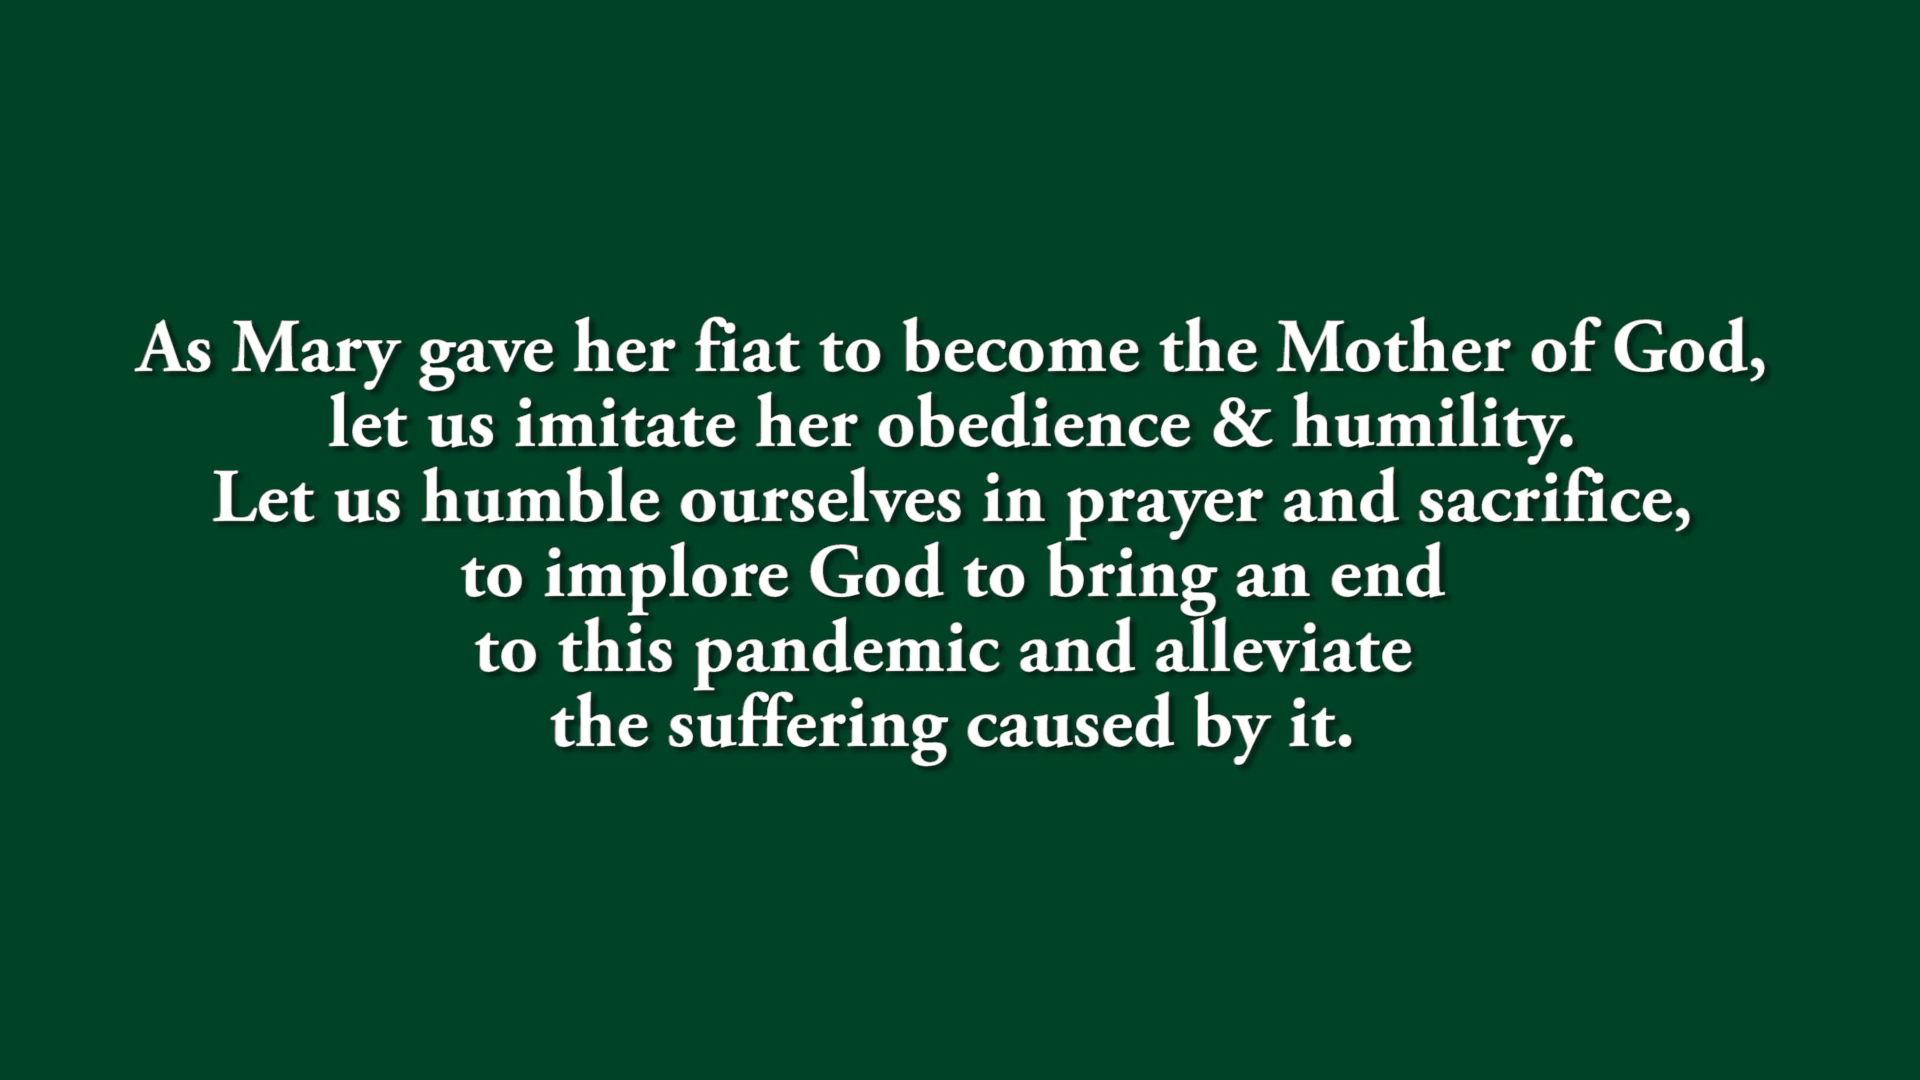 As Mary gave her fiat to become the Mother of God,
let us imitate her obedience & humility.
Let us humble ourselves in prayer and sacrifice,
to implore God to bring an end
to this pandemic and alleviate
the suffering caused by it.